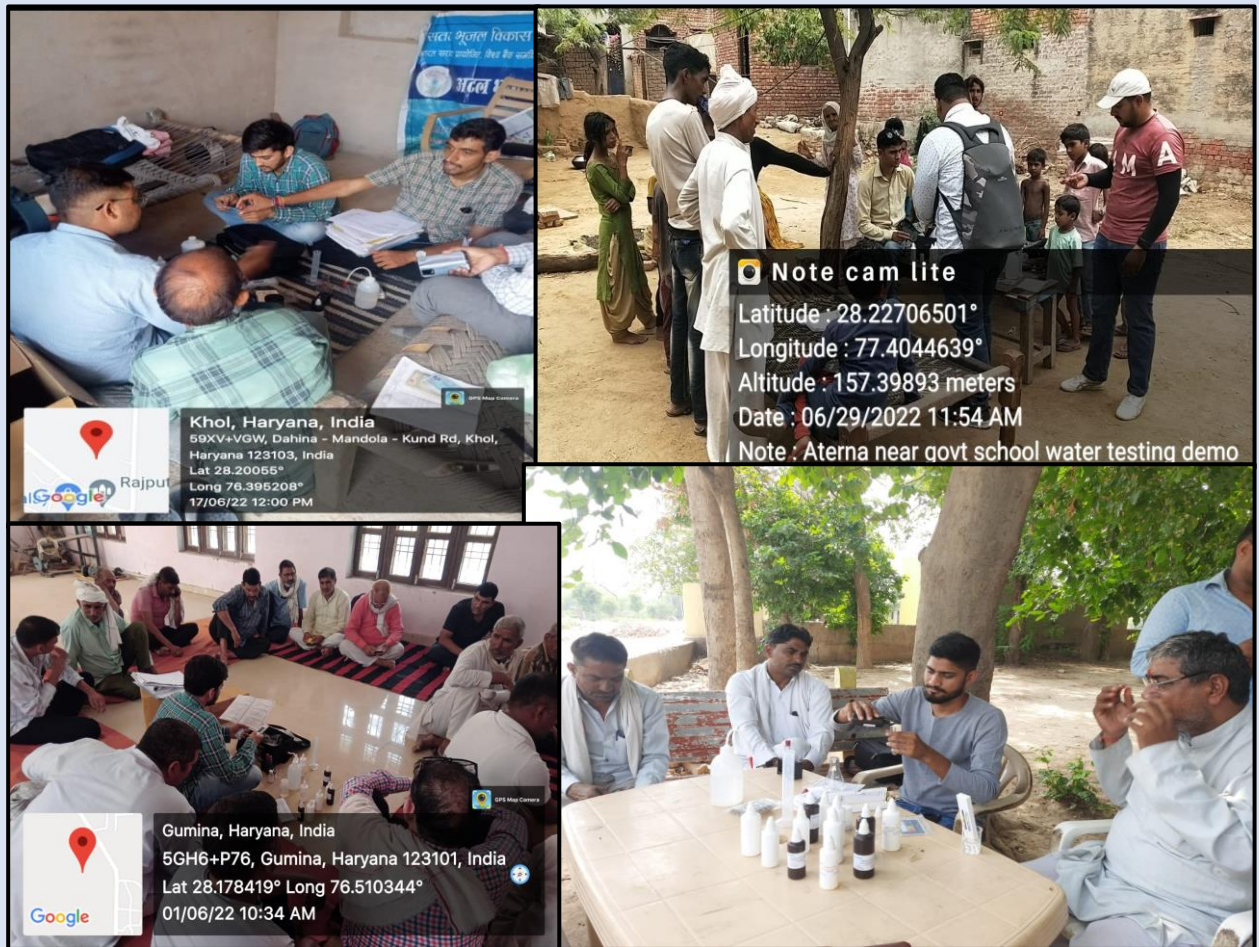 सतर भूजल विकास
अटल
GPS Map Camera
Khol, Haryana, India
59XV+VGW, Dahina - Mandola - Kund Rd, Khol,
Haryana 123103, India
Lat 28.20055°
Long 76.395208°
17/06/22 12:00 PM
Rajput
Google
Note cam lite
Latitude : 28.22706501°
Longitude : 77.4044639°
Altitude : 157.39893 meters
Date : 06/29/2022 11:54 AM
Note : Aterna near govt school water testing demo
M A
GPS Map Camera
Gumina, Haryana, India
5GH6+P76, Gumina, Haryana 123101, India
Lat 28.178419° Long 76.510344°
01/06/22 10:34 AM
Google